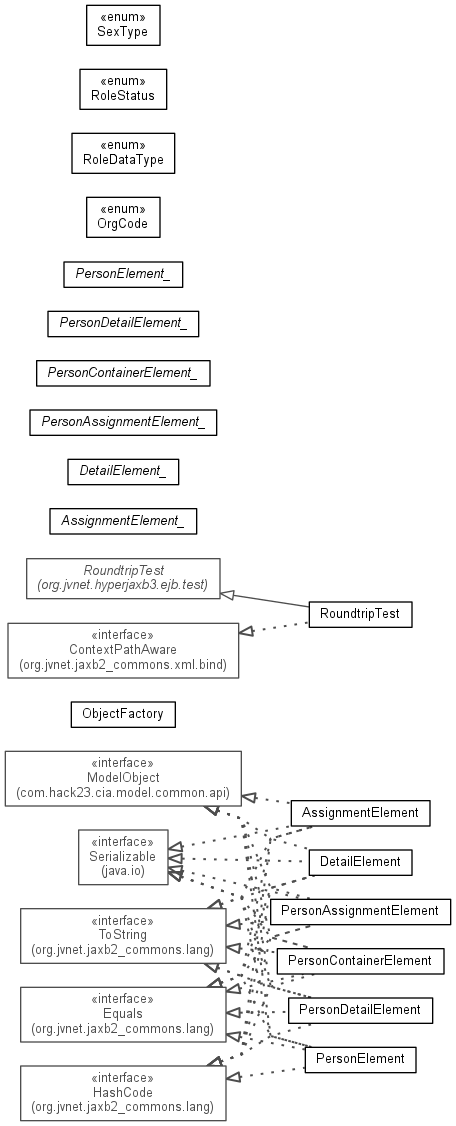 «enum»
SexType
«enum»
RoleStatus
«enum»
RoleDataType
«enum»
OrgCode
PersonElement_
PersonDetailElement_
PersonContainerElement_
PersonAssignmentElement_
DetailElement_
AssignmentElement_
RoundtripTest
(org.jvnet.hyperjaxb3.ejb.test)
RoundtripTest
«interface»
ContextPathAware
(org.jvnet.jaxb2_commons.xml.bind)
ObjectFactory
«interface»
ModelObject
(com.hack23.cia.model.common.api)
AssignmentElement
«interface»
Serializable
(java.io)
DetailElement
PersonAssignmentElement
«interface»
ToString
(org.jvnet.jaxb2_commons.lang)
PersonContainerElement
«interface»
Equals
(org.jvnet.jaxb2_commons.lang)
PersonDetailElement
PersonElement
«interface»
HashCode
(org.jvnet.jaxb2_commons.lang)